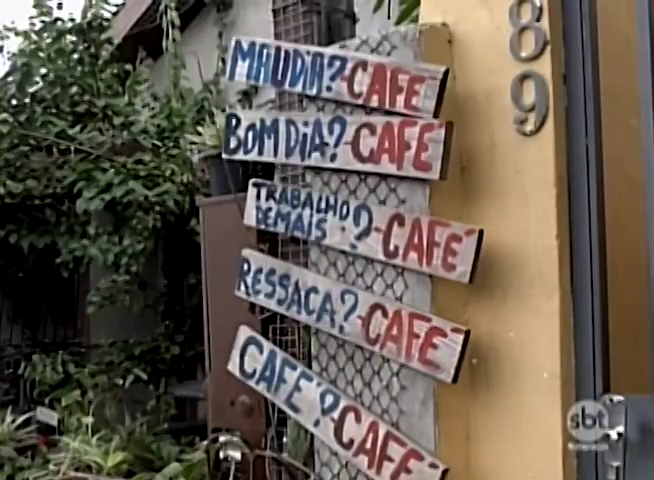 89
MAU DIA? CAFÉ
BOM DIA? CAFÉ
TRABALHO
DEMAIS? CAFÉ
RESSACA? CAFÉ
CAFÉ? CAFÉ
sbt